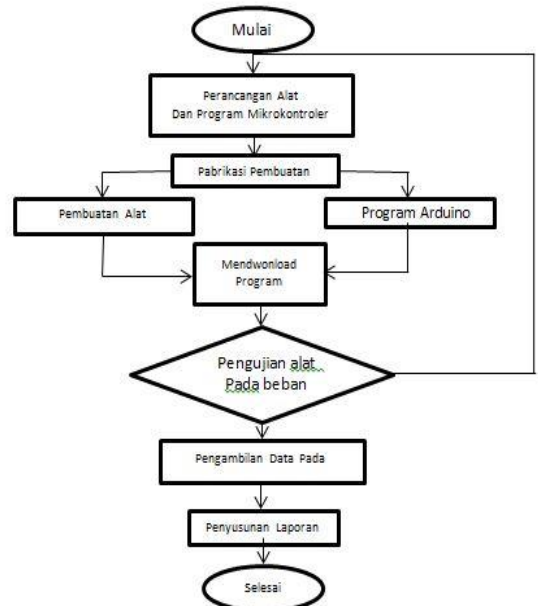 Mulai
Perancangan Alat
Dan Program Mikrokontroler
Pabrikasi Pembuatan
Pembuatan Alat
Program Arduino
Mendwonload
Program
Pengujian alat
Pada beban
Pengambilan Data Pada
Penyusunan Laporan
Selesai